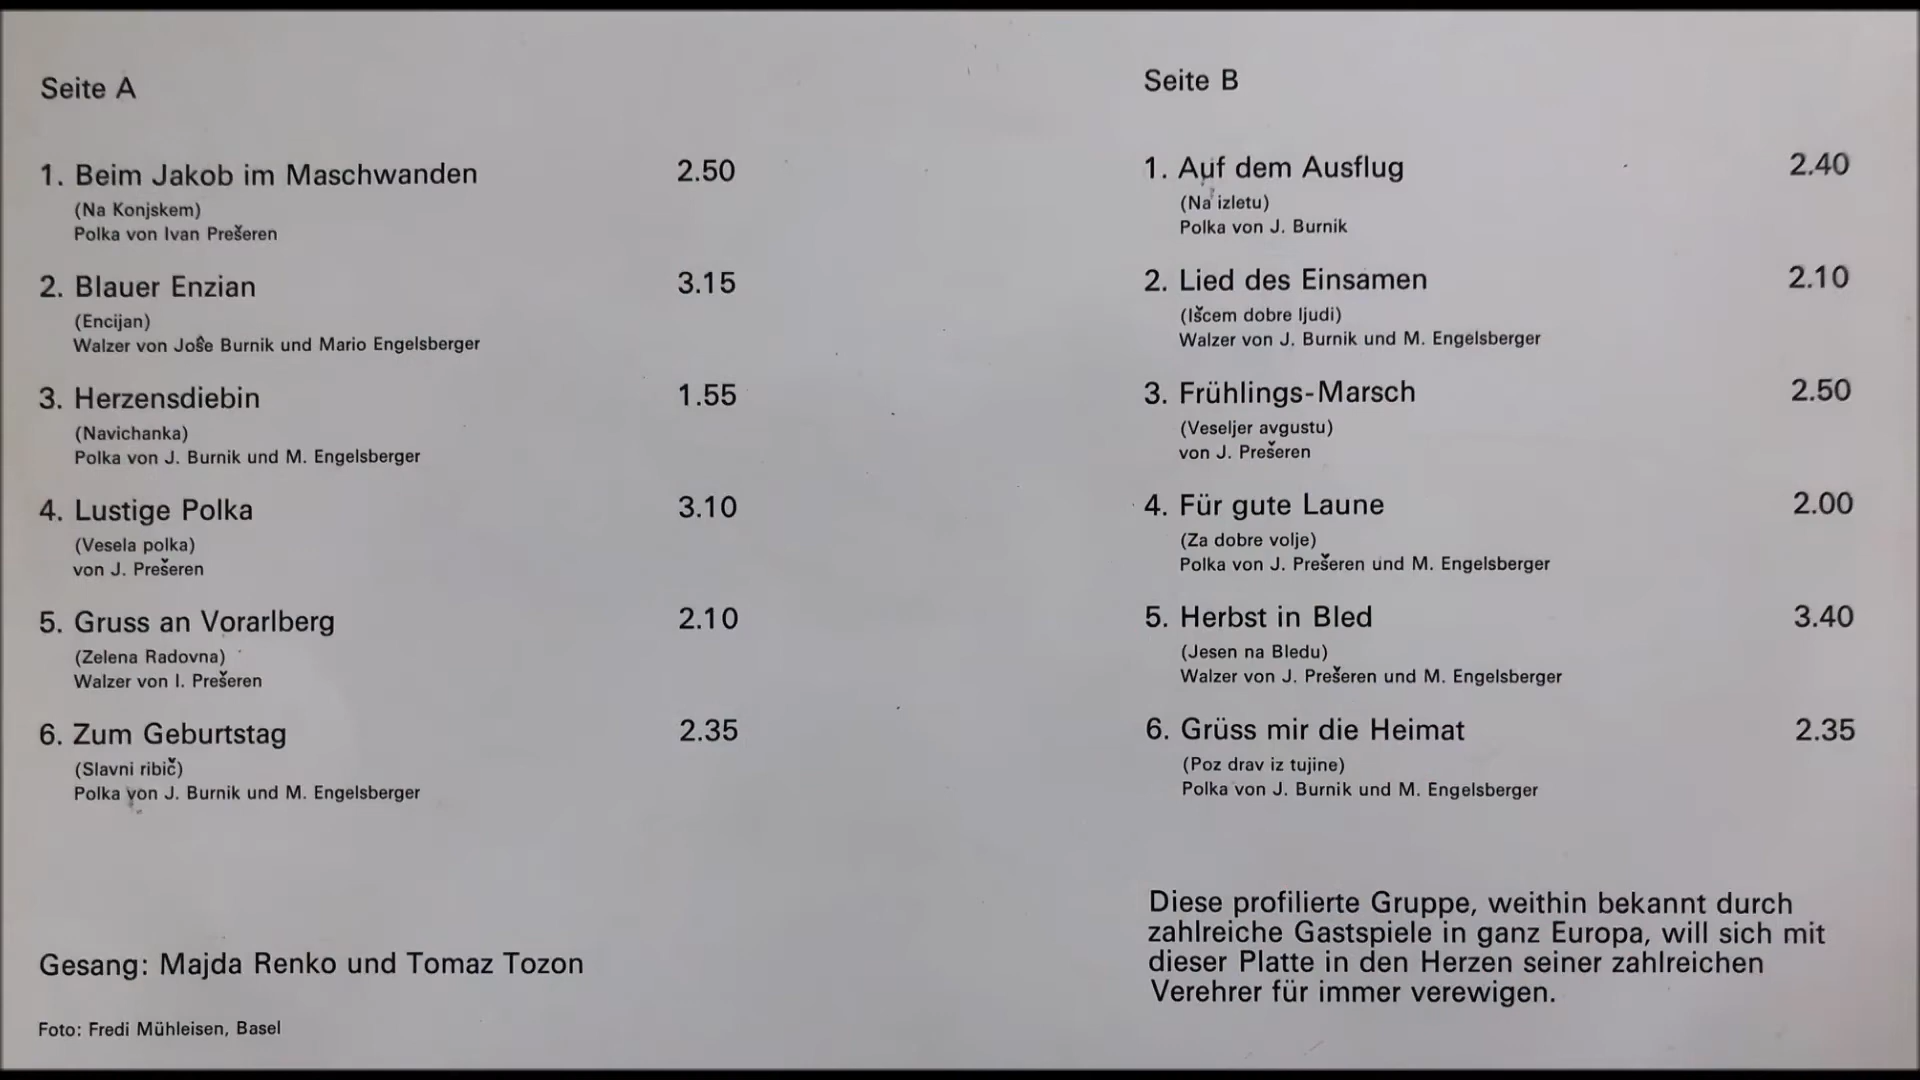 Seite A
1. Beim Jakob im Maschwanden 2.50
(Na Konjskem)
Polka von Ivan Prešeren
2. Blauer Enzian 3.15
(Encijan)
Walzer von Joše Burnik und Mario Engelsberger
3. Herzensdiebin 1.55
(Navichanka)
Polka von J. Burnik und M. Engelsberger
4. Lustige Polka 3.10
(Vesela polka)
von J. Prešeren
5. Gruss an Vorarlberg 2.10
(Zelena Radovna)
Walzer von I. Prešeren
6. Zum Geburtstag 2.35
(Slavni ribič)
Polka von J. Burnik und M. Engelsberger
Gesang: Majda Renko und Tomaz Tozon
Foto: Fredi Mühleisen, Basel
Seite B
1. Auf dem Ausflug 2.40
(Na izletu)
Polka von J. Burnik
2. Lied des Einsamen 2.10
(Išcem dobre ljudi)
Walzer von J. Burnik und M. Engelsberger
3. Frühlings-Marsch 2.50
(Veseljer avgustu)
von J. Prešeren
4. Für gute Laune 2.00
(Za dobre volje)
Polka von J. Prešeren und M. Engelsberger
5. Herbst in Bled 3.40
(Jesen na Bledu)
Walzer von J. Prešeren und M. Engelsberger
6. Grüss mir die Heimat 2.35
(Poz drav iz tujine)
Polka von J. Burnik und M. Engelsberger
Diese profilierte Gruppe, weithin bekannt durch
zahlreiche Gastspiele in ganz Europa, will sich mit
dieser Platte in den Herzen seiner zahlreichen
Verehrer für immer verewigen.